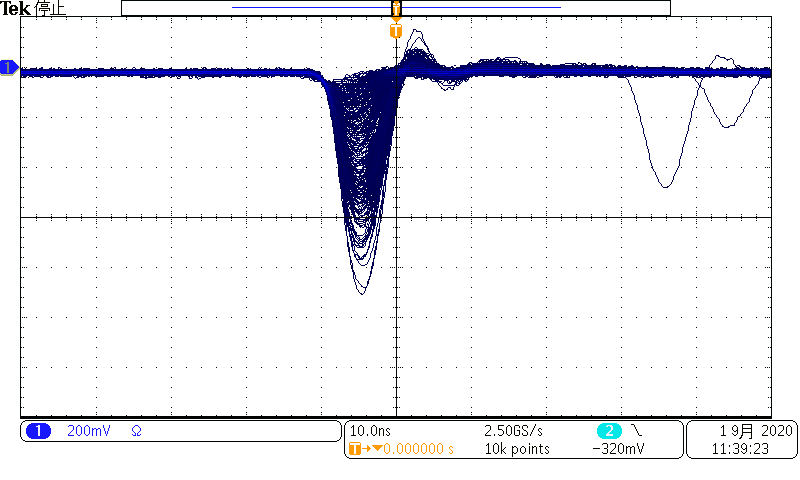 Tek 停止
T
T
1
1 200mV Ω
10.0ns 2.50GS/s 2
T→▼0.000000 s 10k points −320mV
1 9月 2020
11:39:23